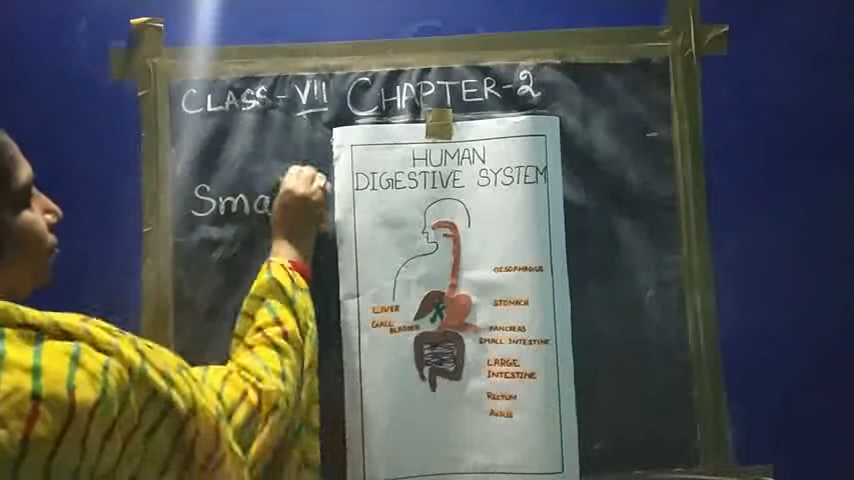 CLASS-VII CHAPTER-2
Sma
HUMAN
DIGESTIVE SYSTEM
OESOPHAGUS
LIVER
STOMACH
GALL
BLADDER
PANCREAS
SMALL INTESTINE
LARGE
INTESTINE
RECTUM
ANUS